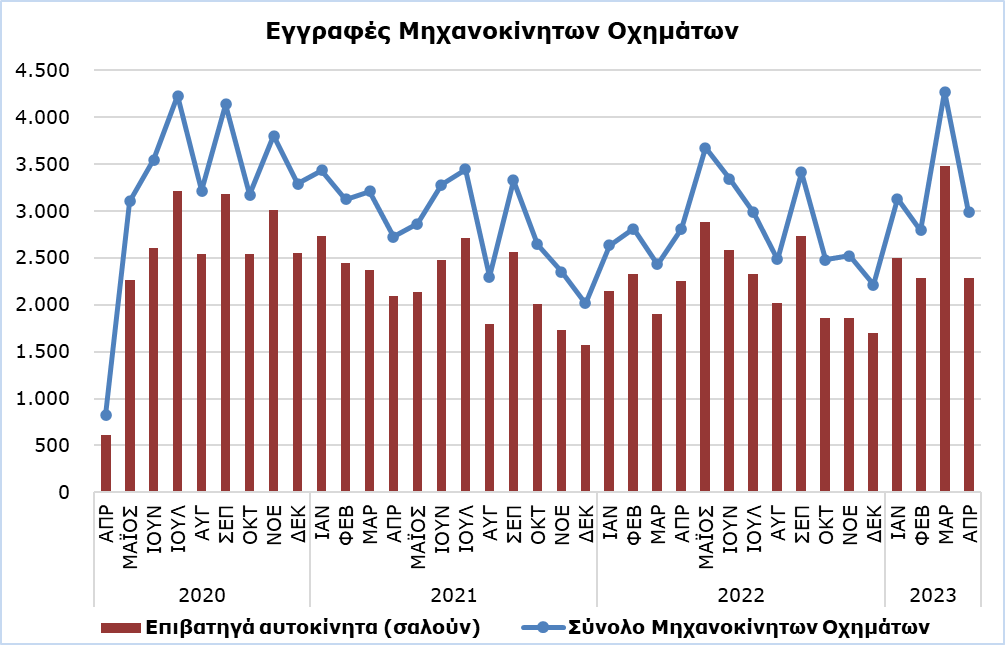 Εγγραφές Μηχανοκίνητων Οχημάτων
4.500
4.000
3.500
3.000
2.500
2.000
1.500
1.000
500
0
ΑΠΡ ΜΑΪΟΣ ΙΟΥΝ ΙΟΥΛ ΑΥΓ ΣΕΠ ΟΚΤ ΝΟΕ ΔΕΚ ΙΑΝ ΦΕΒ ΜΑΡ ΑΠΡ ΜΑΪΟΣ ΙΟΥΝ ΙΟΥΛ ΑΥΓ ΣΕΠ ΟΚΤ ΝΟΕ ΔΕΚ ΙΑΝ ΦΕΒ ΜΑΡ ΑΠΡ ΜΑΪΟΣ ΙΟΥΝ ΙΟΥΛ ΑΥΓ ΣΕΠ ΟΚΤ ΝΟΕ ΔΕΚ ΙΑΝ ΦΕΒ ΜΑΡ ΑΠΡ
2020 2021 2022 2023
Επιβατηγά αυτοκίνητα (σαλούν) Σύνολο Μηχανοκίνητων Οχημάτων